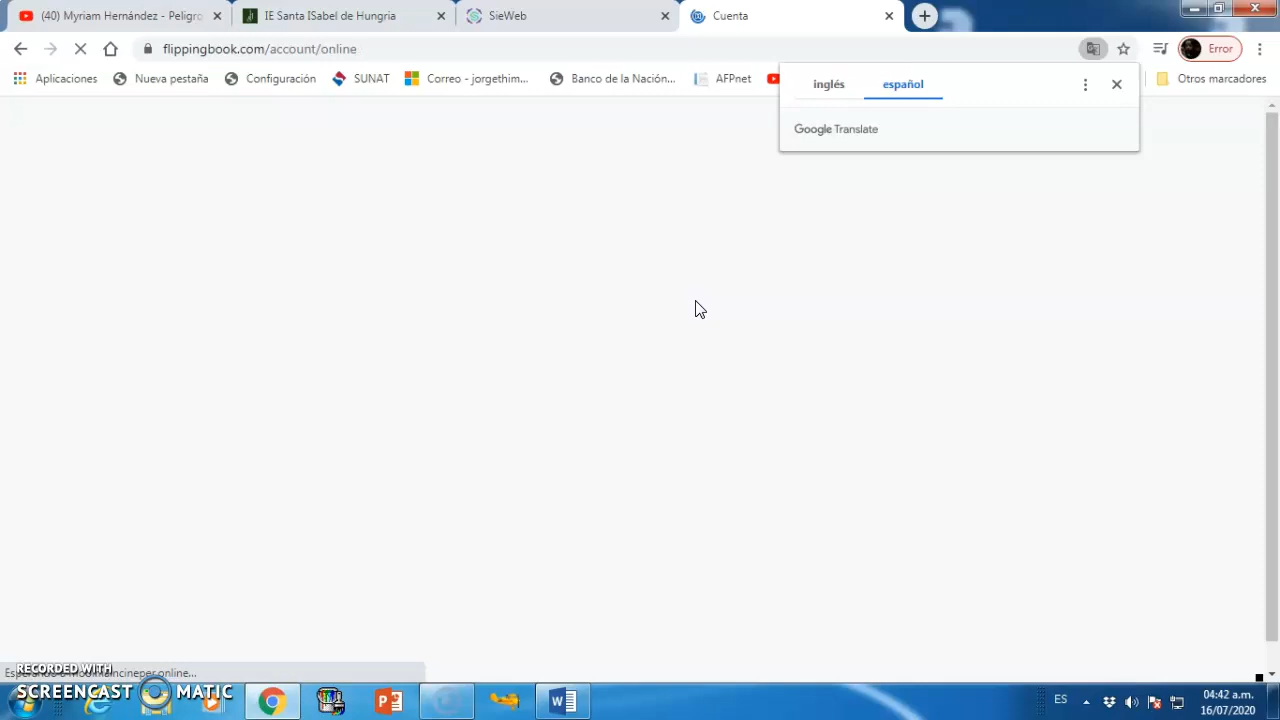 (40) Myriam Hernández - Peligro
IE Santa ISabel de Hungria
SieWeb
Cuenta
flippingbook.com/account/online
Error
Aplicaciones
Nueva pestaña
Configuración
SUNAT
Correo - jorgethim...
Banco de la Nación,...
AFPnet
Otros marcadores
inglés
español
Google Translate
RECORDED WITH
SCREENCAST MATIC
ES
04:42 a.m.
16/07/2020